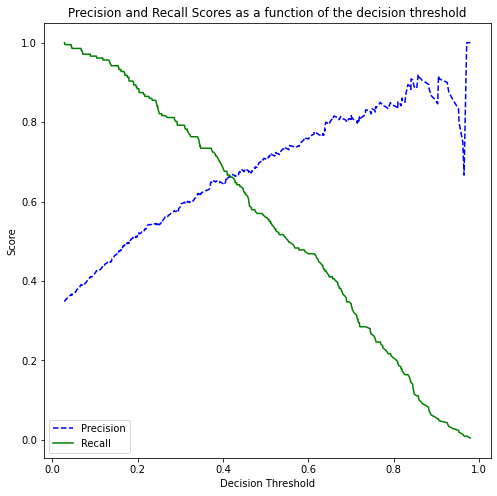 Precision and Recall Scores as a function of the decision threshold
1.0
0.8
0.6
0.4
0.2
0.0
Score
Precision
Recall
0.0 0.2 0.4 0.6 0.8 1.0
Decision Threshold